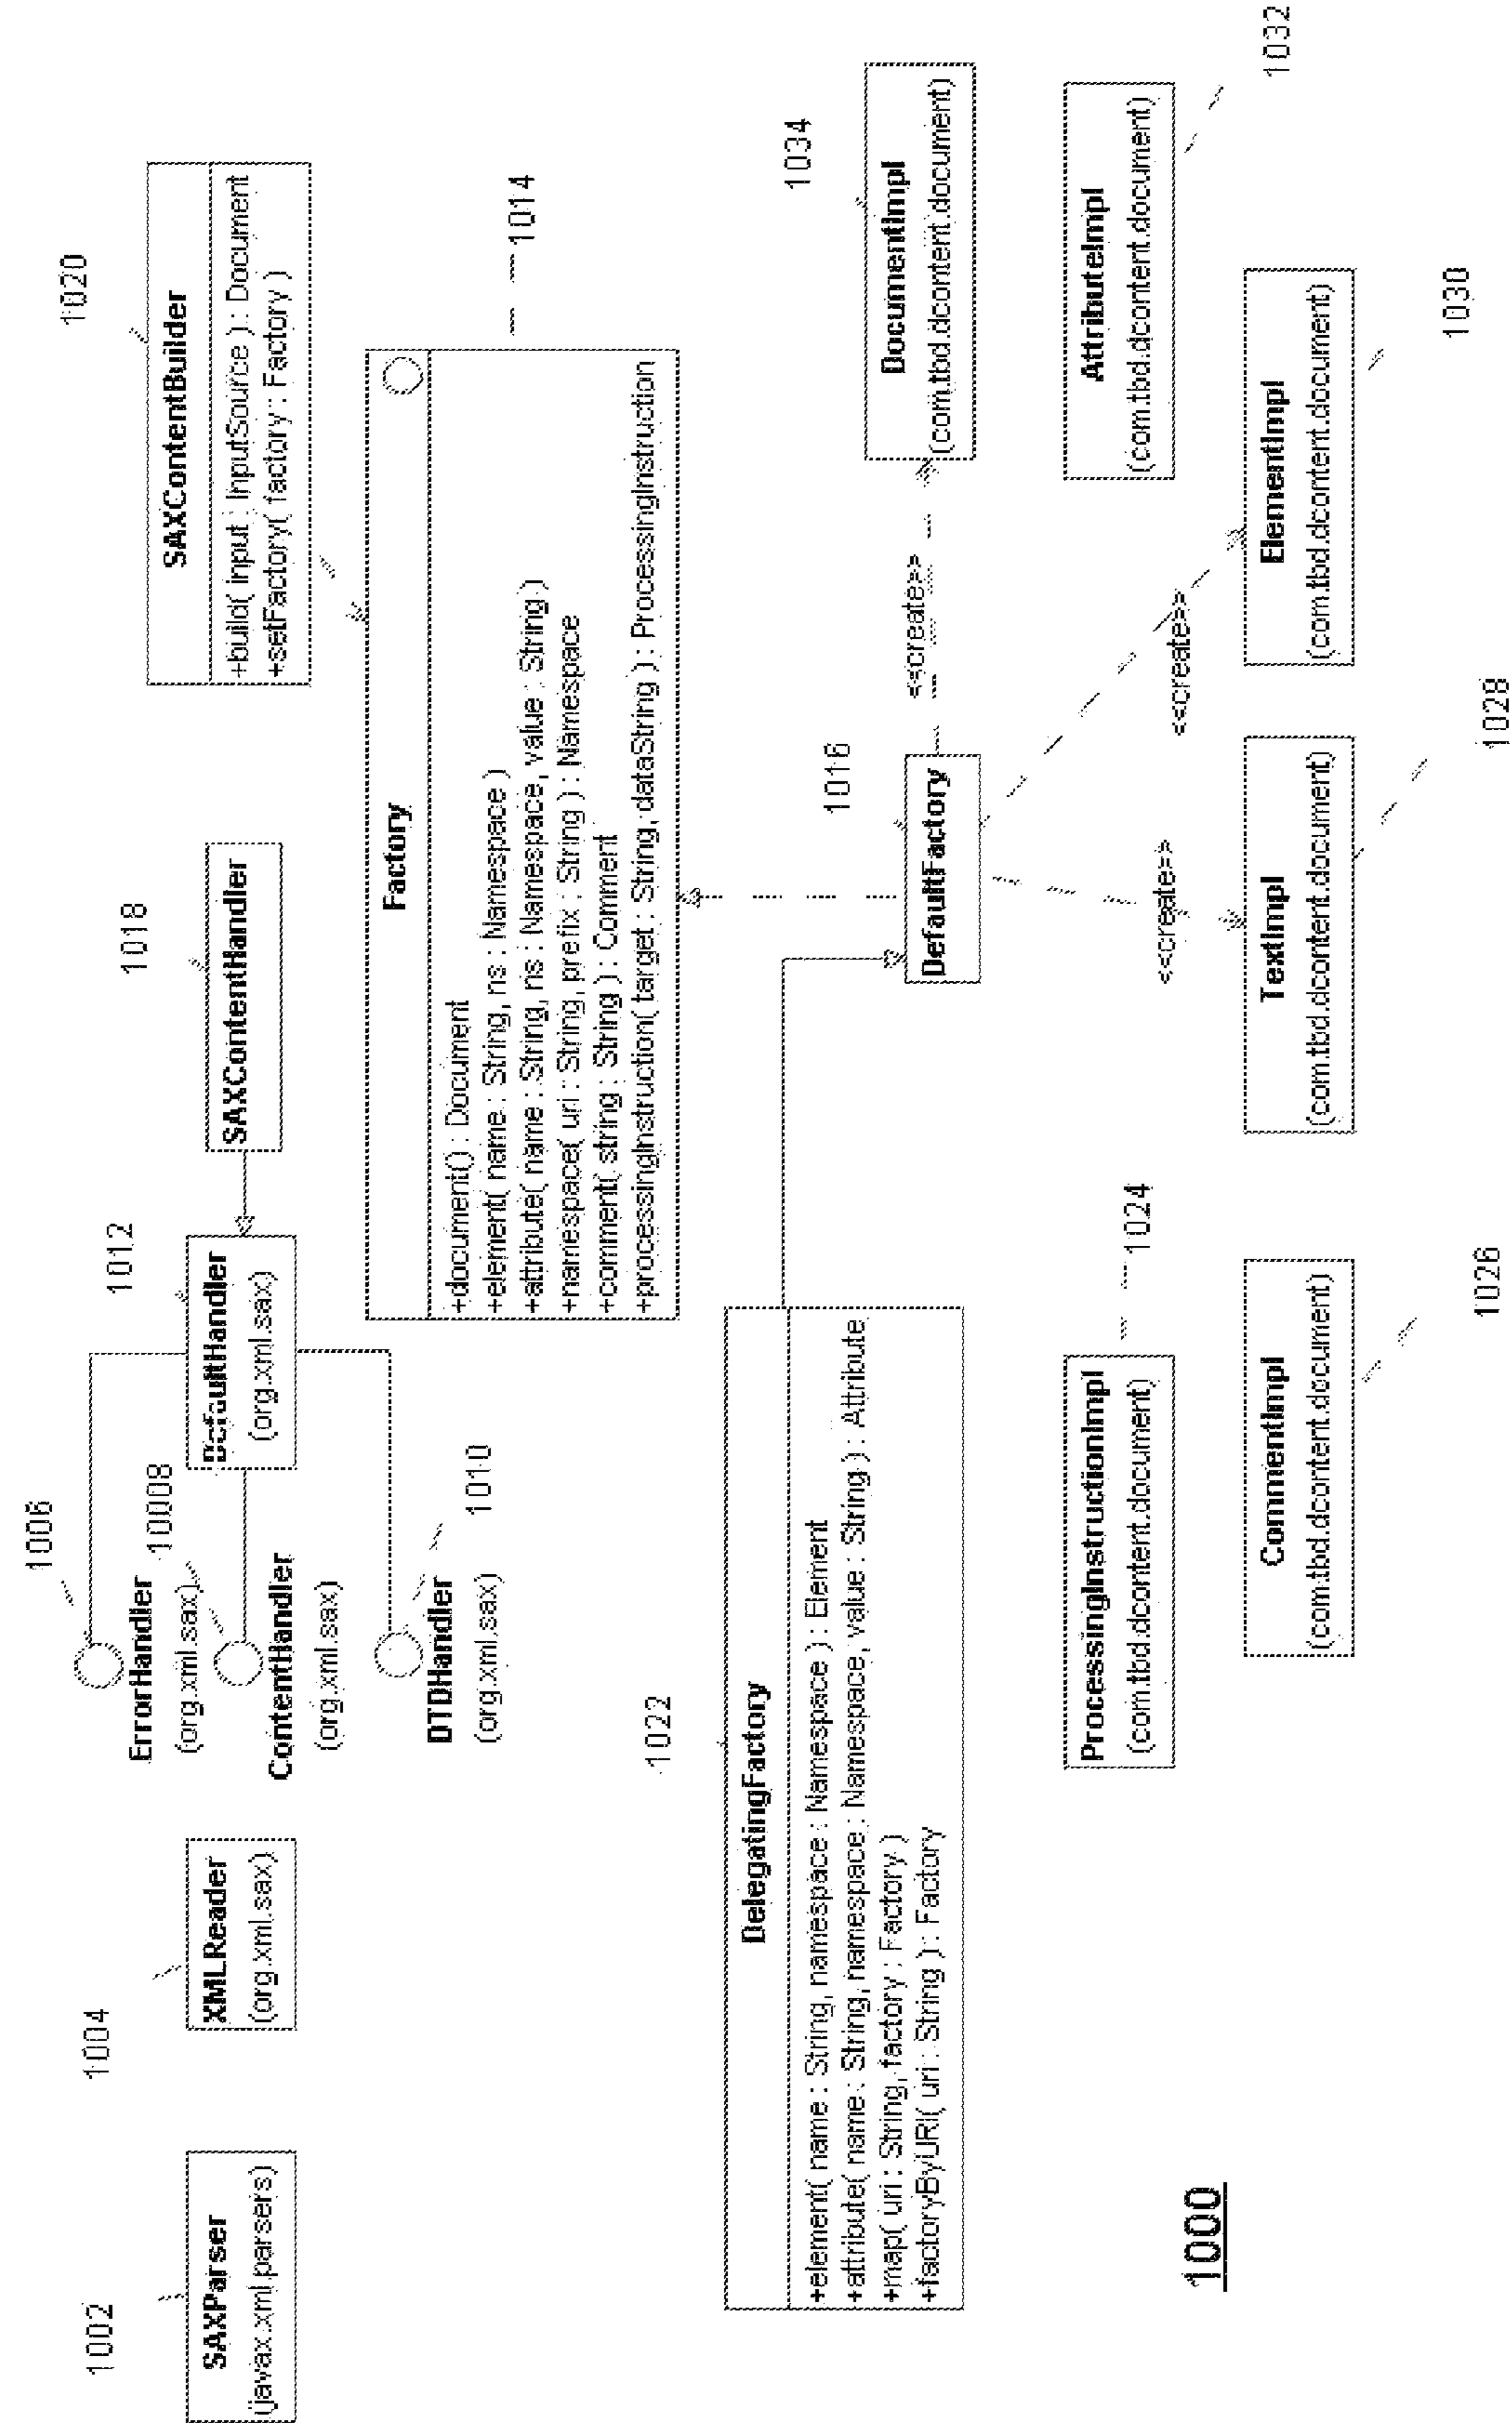 1002
SAXParser
(javax.xml.parsers)
1004
XMLReader
(org.xml.sax)
1006
ErrorHandler
(org.xml.sax)
10008
ContentHandler
(org.xml.sax)
DTDHandler
(org.xml.sax)
1010
1012
DefaultHandler
(org.xml.sax)
1018
SAXContentHandler
1020
SAXContentBuilder
+build( input : InputSource ) : Document
+setFactory( factory : Factory )
Factory
+document() : Document
+element( name : String, ns : Namespace )
+attribute( name : String, ns : Namespace, value : String )
+namespace( uri : String, prefix : String ) : Namespace
+comment( string : String ) : Comment
+processingInstruction( target : String, dataString ) : ProcessingInstruction
1014
1022
DelegatingFactory
+element( name : String, namespace : Namespace ) : Element
+attribute( name : String, namespace : Namespace, value : String ) : Attribute
+map( uri : String, factory : Factory )
+factoryByURI( uri : String ) : Factory
1016
DefaultFactory
<<create>>
1034
DocumentImpl
(com.tbd.dcontent.document)
ProcessingInstructionImpl
(com.tbd.dcontent.document)
1024
AttributeImpl
(com.tbd.dcontent.document)
1032
<<create>>
<<create>>
CommentImpl
(com.tbd.dcontent.document)
1026
TextImpl
(com.tbd.dcontent.document)
1028
ElementImpl
(com.tbd.dcontent.document)
1030
1000